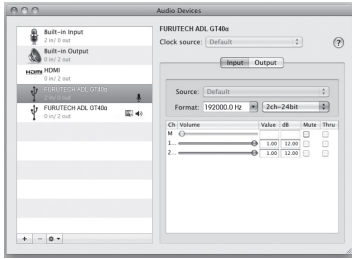 Audio Devices
Built-in Input
2 in/ 0 out
Built-in Output
0 in/ 2 out
HDMI HDMI
0 in/ 2 out
FURUTECH ADL GT40α
2 in/ 0 out
FURUTECH ADL GT40α
0 in/ 2 out
FURUTECH ADL GT40α
Clock source: Default
?
Input Output
Source: Default
Format: 192000.0 Hz 2ch-24bit
Ch Volume Value dB Mute Thru
M
1... 1.00 12.00
2... 1.00 12.00
+ −